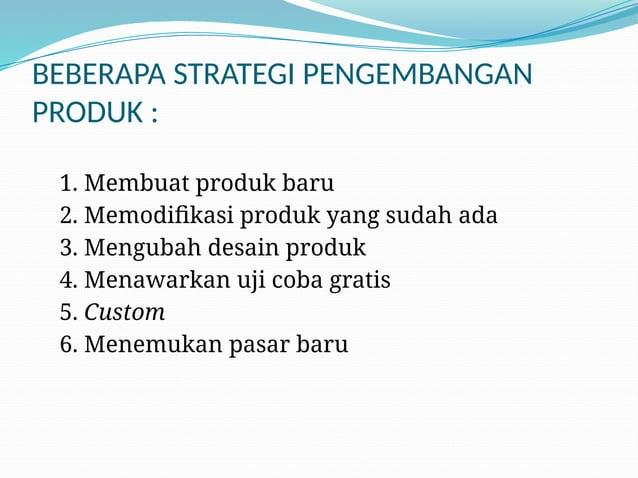 BEBERAPA STRATEGI PENGEMBANGAN
PRODUK :
1. Membuat produk baru
2. Memodifikasi produk yang sudah ada
3. Mengubah desain produk
4. Menawarkan uji coba gratis
5. Custom
6. Menemukan pasar baru